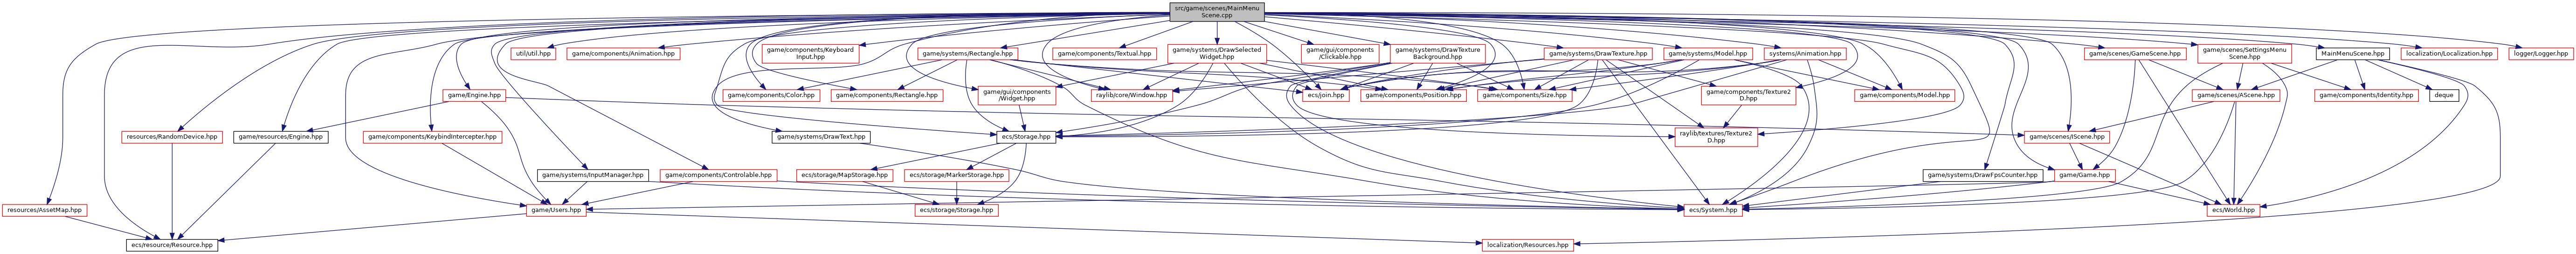 src/game/scenes/MainMenu
Scene.cpp
util/util.hpp
game/components/Animation.hpp
game/components/Keyboard
Input.hpp
game/systems/Rectangle.hpp
game/components/Textual.hpp
game/systems/DrawSelected
Widget.hpp
game/gui/components
/Clickable.hpp
game/systems/DrawTexture
Background.hpp
game/systems/DrawTexture.hpp
game/systems/Model.hpp
systems/Animation.hpp
game/scenes/GameScene.hpp
game/scenes/SettingsMenu
Scene.hpp
MainMenuScene.hpp
localization/Localization.hpp
logger/Logger.hpp
game/Engine.hpp
game/components/Color.hpp
game/components/Rectangle.hpp
game/gui/components
/Widget.hpp
raylib/core/Window.hpp
ecs/join.hpp
game/components/Position.hpp
game/components/Size.hpp
game/components/Texture2
D.hpp
game/components/Model.hpp
game/scenes/AScene.hpp
game/components/Identity.hpp
deque
resources/RandomDevice.hpp
game/resources/Engine.hpp
game/components/KeybindIntercepter.hpp
game/systems/DrawText.hpp
ecs/Storage.hpp
raylib/textures/Texture2
D.hpp
game/scenes/IScene.hpp
game/systems/InputManager.hpp
game/components/Controlable.hpp
ecs/storage/MapStorage.hpp
ecs/storage/MarkerStorage.hpp
game/systems/DrawFpsCounter.hpp
game/Game.hpp
resources/AssetMap.hpp
game/Users.hpp
ecs/storage/Storage.hpp
ecs/System.hpp
ecs/World.hpp
ecs/resource/Resource.hpp
localization/Resources.hpp